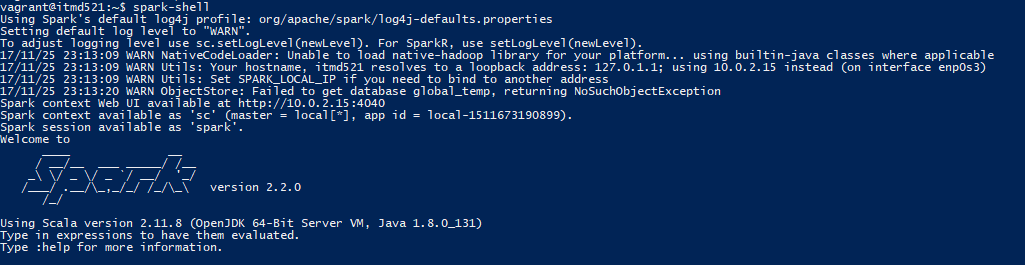 vagrant@itmd521:~$ spark-shell
Using Spark's default log4j profile: org/apache/spark/log4j-defaults.properties
Setting default log level to "WARN".
To adjust logging level use sc.setLogLevel(newLevel). For SparkR, use setLogLevel(newLevel).
17/11/25 23:13:09 WARN NativeCodeLoader: Unable to load native-hadoop library for your platform... using builtin-java classes where applicable
17/11/25 23:13:09 WARN Utils: Your hostname, itmd521 resolves to a loopback address: 127.0.1.1; using 10.0.2.15 instead (on interface enp0s3)
17/11/25 23:13:09 WARN Utils: Set SPARK_LOCAL_IP if you need to bind to another address
17/11/25 23:13:20 WARN ObjectStore: Failed to get database global_temp, returning NoSuchObjectException
Spark context Web UI available at http://10.0.2.15:4040
Spark context available as 'sc' (master = local[*], app id = local-1511673190899).
Spark session available as 'spark'.
Welcome to
Spark version 2.2.0
Using Scala version 2.11.8 (OpenJDK 64-Bit Server VM, Java 1.8.0_131)
Type in expressions to have them evaluated.
Type :help for more information.